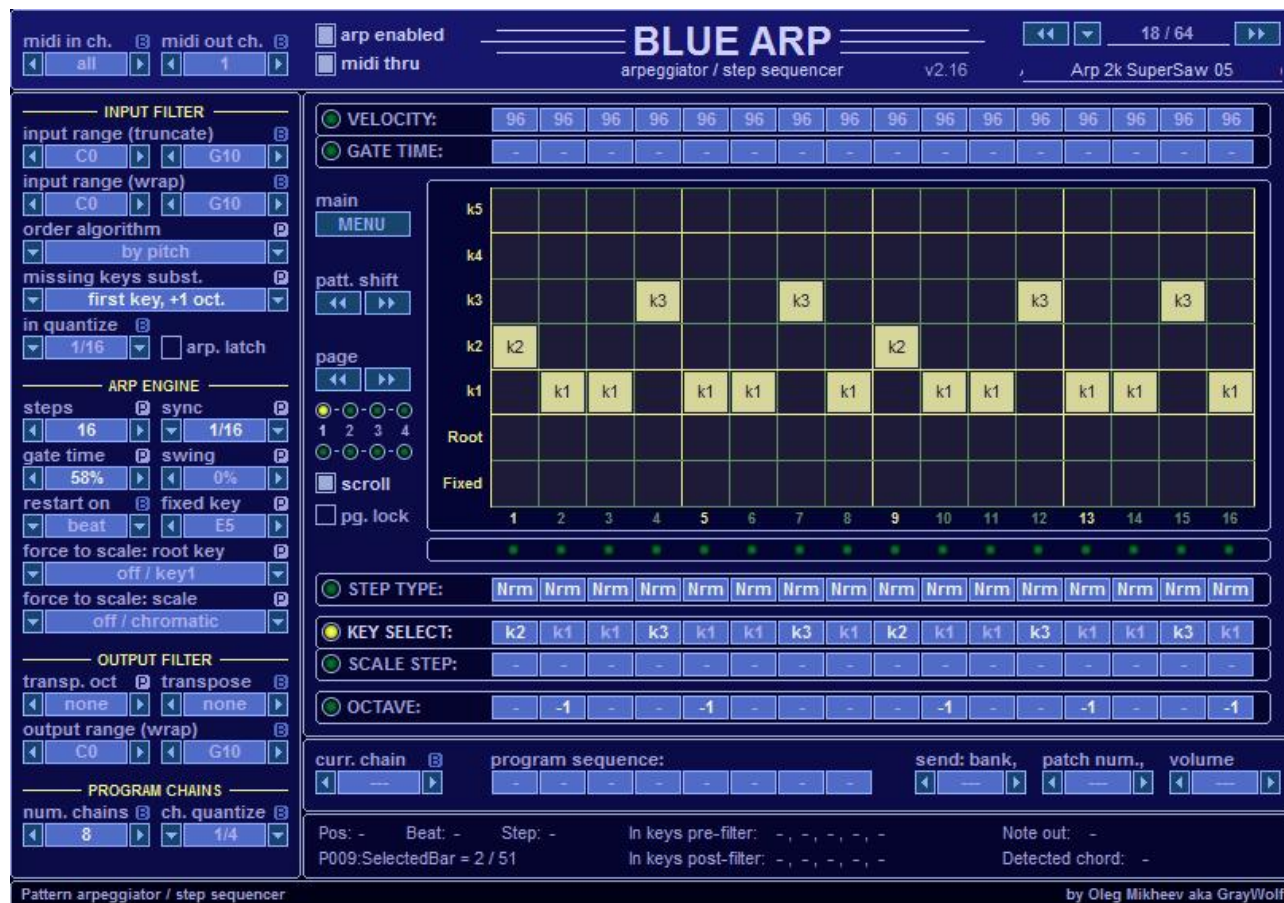 midi in ch. B midi out ch. B
all 1
arp enabled
midi thru
BLUE ARP
arpeggiator / step sequencer v2.16
18 / 64
Arp 2k SuperSaw 05
INPUT FILTER
input range (truncate) B
C0 G10
input range (wrap) B
C0 G10
order algorithm P
by pitch
missing keys subst. P
first key, +1 oct.
in quantize B
1/16 arp. latch
ARP ENGINE
steps P sync P
16 1/16
gate time P swing P
58% 0%
restart on B fixed key P
beat E5
force to scale: root key P
off / key1
force to scale: scale P
off / chromatic
OUTPUT FILTER
transp. oct P transpose B
none none
output range (wrap) B
C0 G10
PROGRAM CHAINS
num. chains B ch. quantize B
8 1/4
VELOCITY: 96 96 96 96 96 96 96 96 96 96 96 96 96 96 96 96
GATE TIME: - - - - - - - - - - - - - - - -
main
MENU
patt. shift
page
1 2 3 4
scroll
pg. lock
k5
k4
k3 k3 k3 k3 k3
k2 k2 k2
k1 k1 k1 k1 k1 k1 k1 k1 k1 k1 k1
Root
Fixed
1 2 3 4 5 6 7 8 9 10 11 12 13 14 15 16
STEP TYPE: Nrm Nrm Nrm Nrm Nrm Nrm Nrm Nrm Nrm Nrm Nrm Nrm Nrm Nrm Nrm Nrm
KEY SELECT: k2 k1 k1 k3 k1 k1 k3 k1 k2 k1 k1 k3 k1 k1 k3 k1
SCALE STEP: - - - - - - - - - - - - - - - -
OCTAVE: - -1 - - -1 - - - - -1 - - -1 - - -1
curr. chain B program sequence: send: bank, patch num., volume
--- - - - - - - - - --- --- ---
Pos: - Beat: - Step: - In keys pre-filter: - , - , - , - , - Note out: -
P009:SelectedBar = 2 / 51 In keys post-filter: - , - , - , - , - Detected chord: -
Pattern arpeggiator / step sequencer by Oleg Mikheev aka GrayWolf